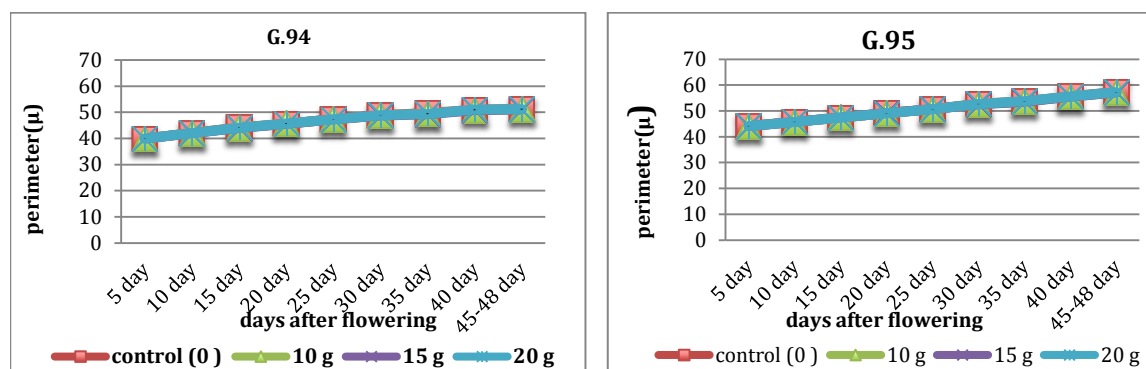 G.94
perimeter(µ)
70
60
50
40
30
20
10
0
5 day
10 day
15 day
20 day
25 day
30 day
35 day
40 day
45-48 day
days after flowering
control (0 )
10 g
15 g
20 g
G.95
perimeter(µ)
70
60
50
40
30
20
10
0
5 day
10 day
15 day
20 day
25 day
30 day
35 day
40 day
45-48 day
days after flowering
control (0 )
10 g
15 g
20 g